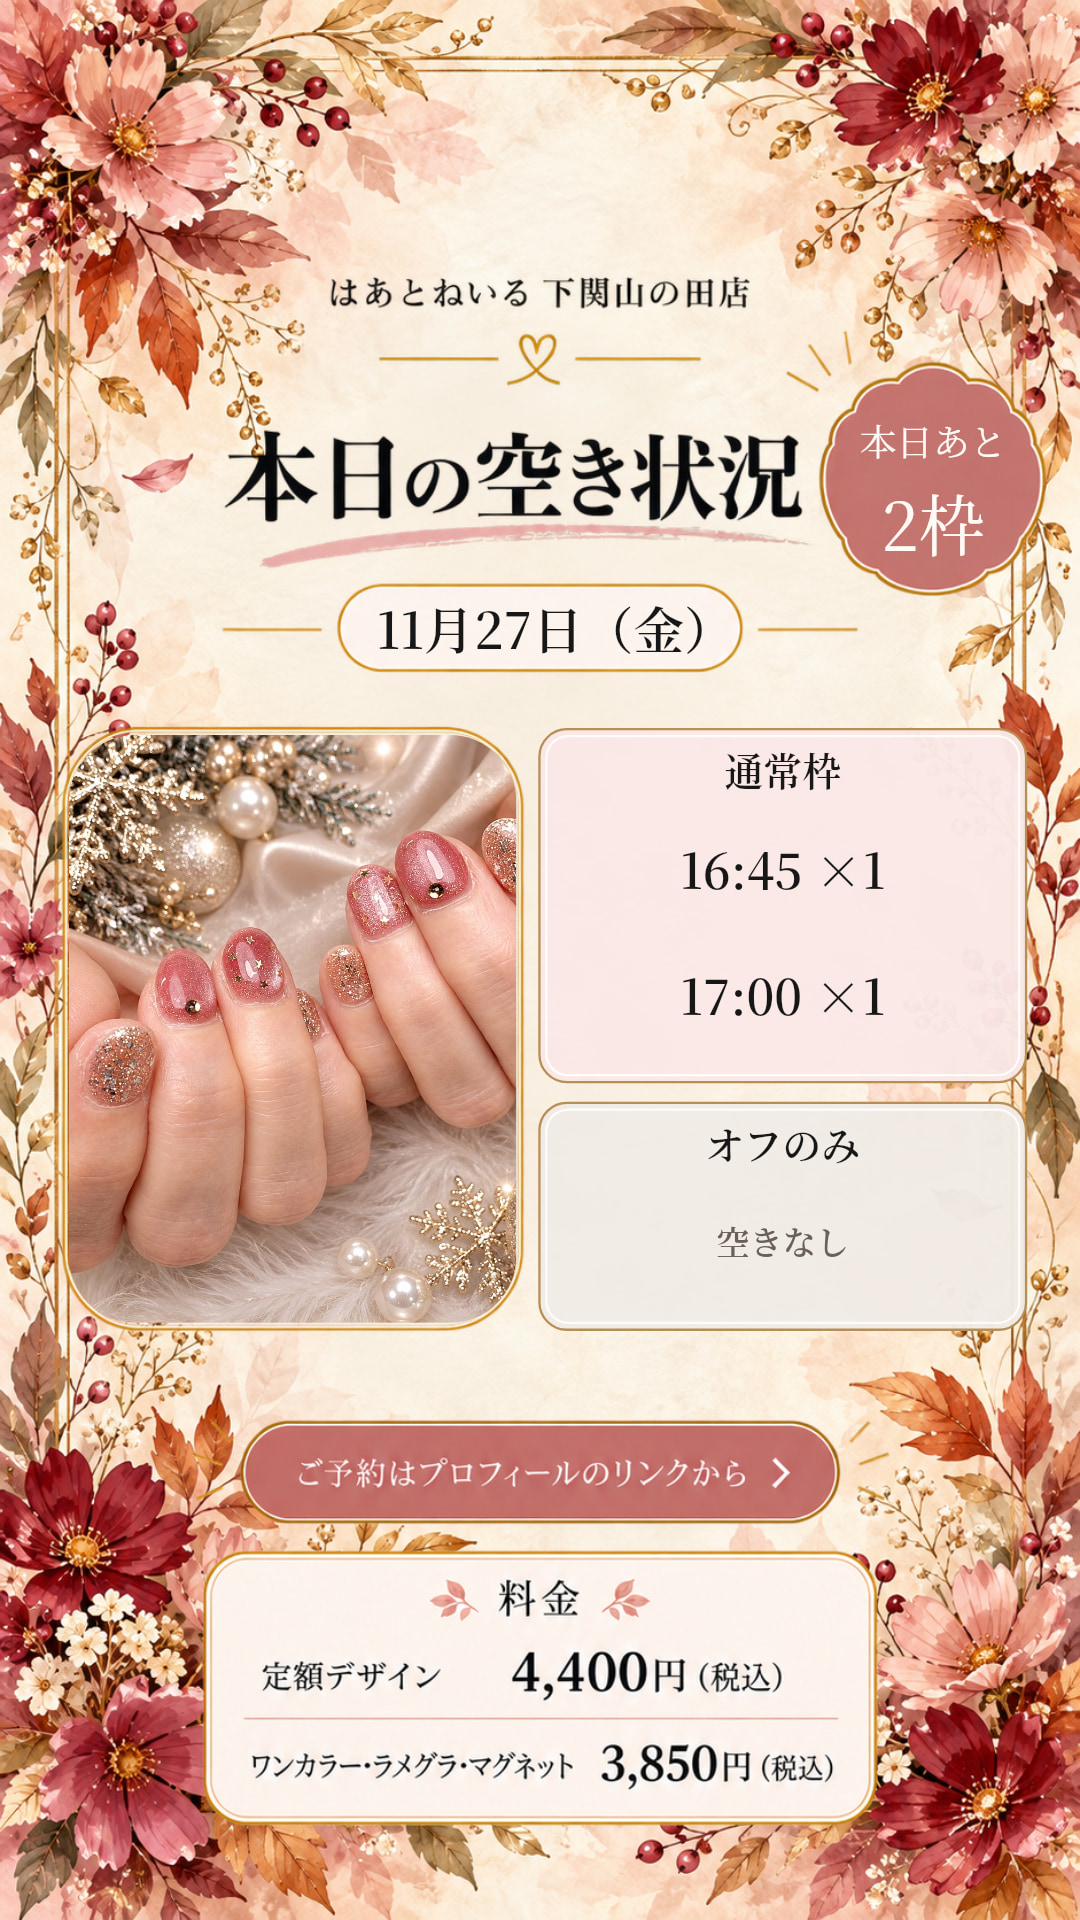 はあとねいる 下関山の田店
本日の空き状況
本日あと
2枠
11月27日（金）
通常枠
16:45 ×1
17:00 ×1
オフのみ
空きなし
ご予約はプロフィールのリンクから
料金
定額デザイン 4,400円 (税込)
ワンカラー・ラメグラ・マグネット 3,850円 (税込)